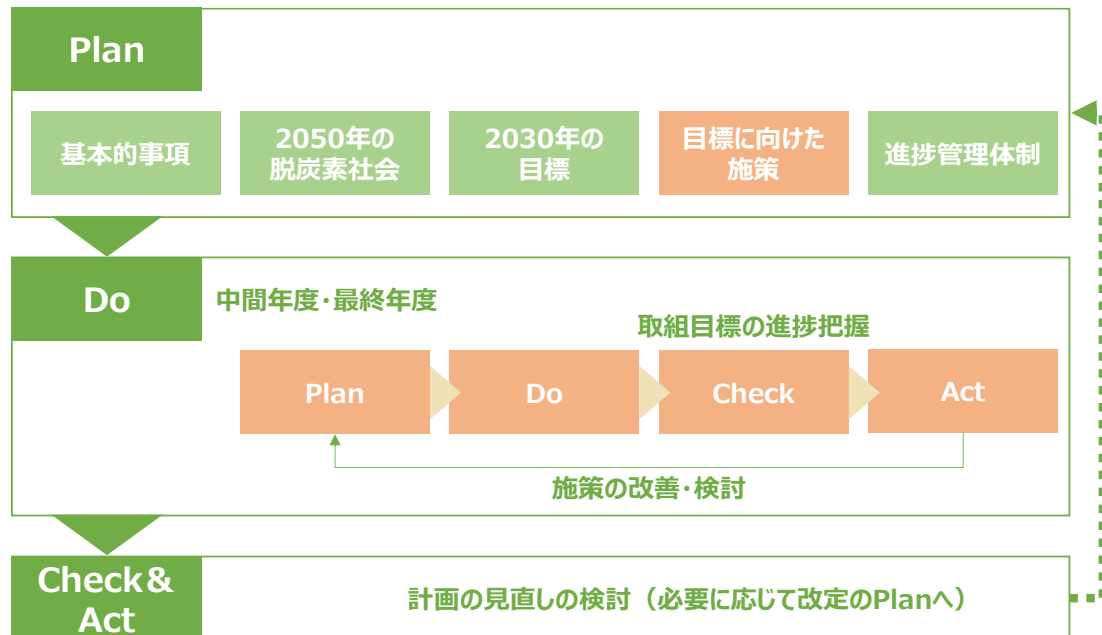 Plan
基本的事項
2050年の
脱炭素社会
2030年の
目標
目標に向けた
施策
進捗管理体制
Do
中間年度・最終年度
取組目標の進捗把握
Plan
Do
Check
Act
施策の改善・検討
Check&
Act
計画の見直しの検討（必要に応じて改定のPlanへ）